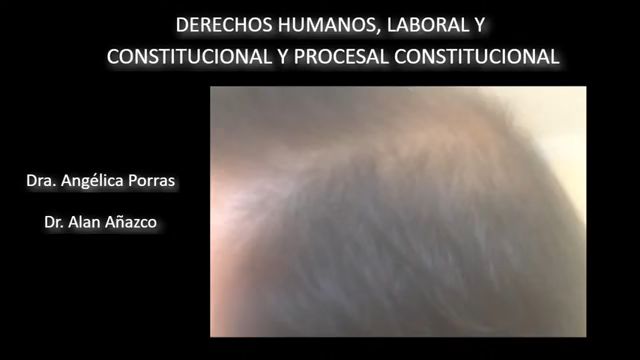 DERECHOS HUMANOS, LABORAL Y
CONSTITUCIONAL Y PROCESAL CONSTITUCIONAL
Dra. Angélica Porras
Dr. Alan Añazco